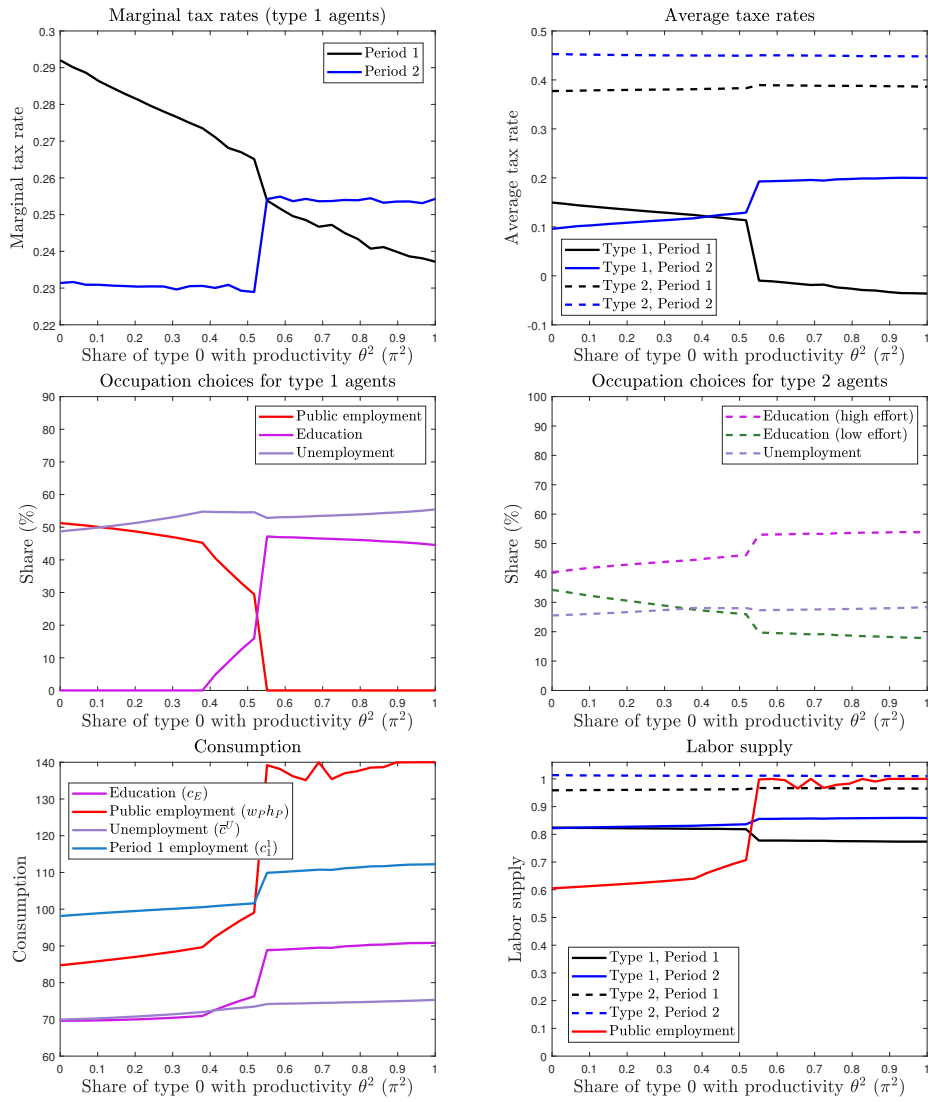 Marginal tax rates (type 1 agents)
0.3
0.29
0.28
0.27
0.26
0.25
0.24
0.23
0.22
Marginal tax rate
Period 1
Period 2
0 0.1 0.2 0.3 0.4 0.5 0.6 0.7 0.8 0.9 1
Share of type 0 with productivity θ² (π²)
Average taxe rates
0.5
0.4
0.3
0.2
0.1
0
-0.1
Average tax rate
Type 1, Period 1
Type 1, Period 2
Type 2, Period 1
Type 2, Period 2
0 0.1 0.2 0.3 0.4 0.5 0.6 0.7 0.8 0.9 1
Share of type 0 with productivity θ² (π²)
Occupation choices for type 1 agents
90
80
70
60
50
40
30
20
10
0
Share (%)
Public employment
Education
Unemployment
0 0.1 0.2 0.3 0.4 0.5 0.6 0.7 0.8 0.9 1
Share of type 0 with productivity θ² (π²)
Occupation choices for type 2 agents
100
90
80
70
60
50
40
30
20
10
0
Share (%)
Education (high effort)
Education (low effort)
Unemployment
0 0.1 0.2 0.3 0.4 0.5 0.6 0.7 0.8 0.9 1
Share of type 0 with productivity θ² (π²)
Consumption
140
130
120
110
100
90
80
70
60
Consumption
Education (c_E)
Public employment (w_P h_P)
Unemployment (c̄^U)
Period 1 employment (c_1^1)
0 0.1 0.2 0.3 0.4 0.5 0.6 0.7 0.8 0.9 1
Share of type 0 with productivity θ² (π²)
Labor supply
1
0.9
0.8
0.7
0.6
0.5
0.4
0.3
0.2
0.1
0
Labor supply
Type 1, Period 1
Type 1, Period 2
Type 2, Period 1
Type 2, Period 2
Public employment
0 0.1 0.2 0.3 0.4 0.5 0.6 0.7 0.8 0.9 1
Share of type 0 with productivity θ² (π²)